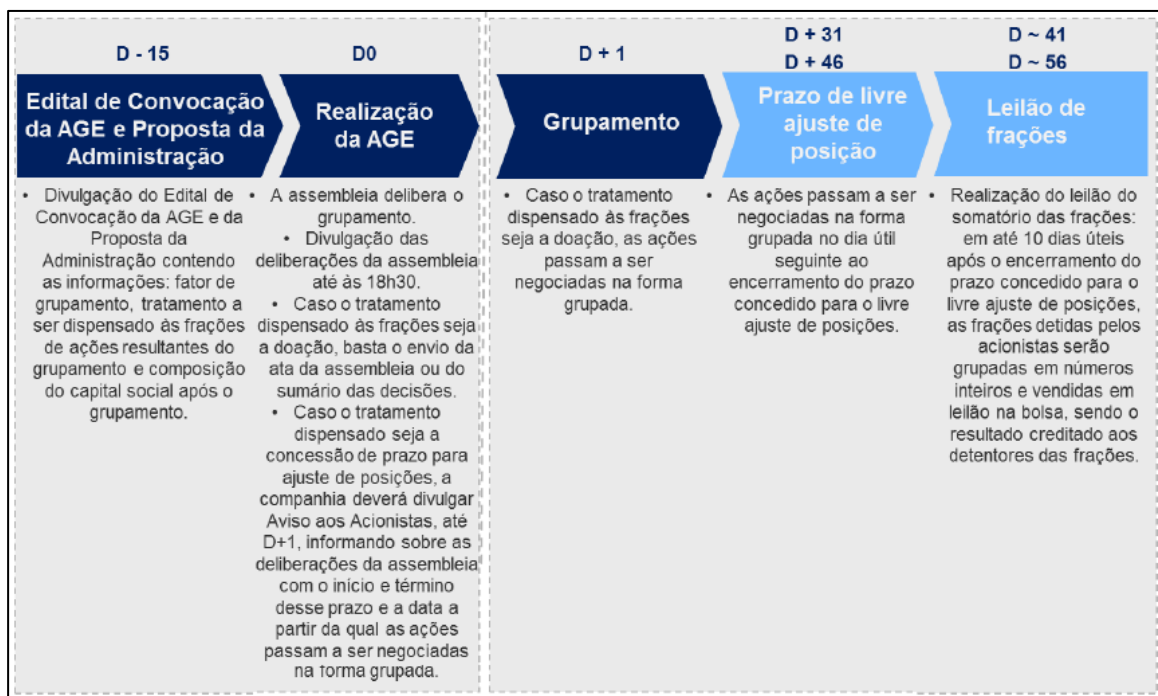 D - 15
Edital de Convocação
da AGE e Proposta da
Administração
• Divulgação do Edital de
Convocação da AGE e da
Proposta da
Administração contendo
as informações: fator de
grupamento, tratamento a
ser dispensado às frações
de ações resultantes do
grupamento e composição
do capital social após o
grupamento.
D0
Realização
da AGE
• A assembleia delibera o
grupamento.
• Divulgação das
deliberações da assembleia
até às 18h30.
• Caso o tratamento
dispensado às frações seja
a doação, basta o envio da
ata da assembleia ou do
sumário das decisões.
• Caso o tratamento
dispensado seja a
concessão de prazo para
ajuste de posições, a
companhia deverá divulgar
Aviso aos Acionistas, até
D+1, informando sobre as
deliberações da assembleia
com o início e término
desse prazo e a data a
partir da qual as ações
passam a ser negociadas
na forma grupada.
D + 1
Grupamento
• Caso o tratamento
dispensado às frações
seja a doação, as ações
passam a ser
negociadas na forma
grupada.
D + 31
D + 46
Prazo de livre
ajuste de
posição
• As ações passam a ser
negociadas na forma
grupada no dia útil
seguinte ao
encerramento do prazo
concedido para o livre
ajuste de posições.
D ~ 41
D ~ 56
Leilão de
frações
• Realização do leilão do
somatório das frações:
em até 10 dias úteis
após o encerramento do
prazo concedido para o
livre ajuste de posições,
as frações detidas pelos
acionistas serão
grupadas em números
inteiros e vendidas em
leilão na bolsa, sendo o
resultado creditado aos
detentores das frações.